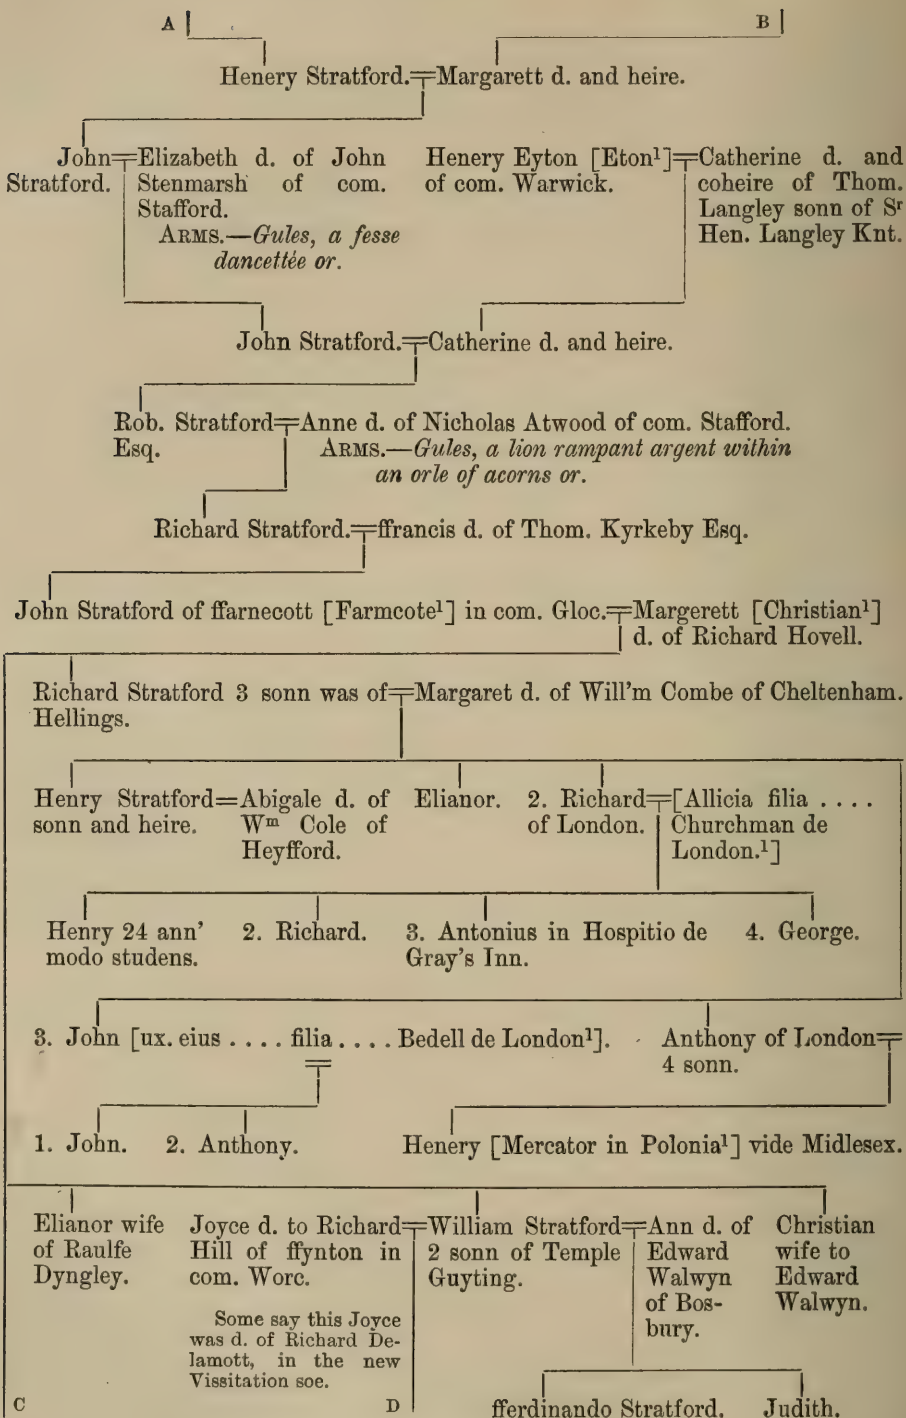 A B
Henery Stratford.=Margarett d. and heire.
John=Elizabeth d. of John
Stratford. Stenmarsh of com.
Stafford.
ARMS.—Gules, a fesse
dancettée or.
Henery Eyton [Eton¹]=Catherine d. and
of com. Warwick. coheire of Thom.
Langley sonn of Sʳ
Hen. Langley Knt.
John Stratford.=Catherine d. and heire.
Rob. Stratford=Anne d. of Nicholas Atwood of com. Stafford.
Esq. ARMS.—Gules, a lion rampant argent within
an orle of acorns or.
Richard Stratford.=ffrancis d. of Thom. Kyrkeby Esq.
John Stratford of ffarnecott [Farmcote¹] in com. Gloc.=Margerett [Christian¹]
d. of Richard Hovell.
Richard Stratford 3 sonn was of=Margaret d. of Will'm Combe of Cheltenham.
Hellings.
Henry Stratford=Abigale d. of
sonn and heire. Wᵐ Cole of
Heyfford.
Elianor.
2. Richard=[Allicia filia . . . .
of London. Churchman de
London.¹]
Henry 24 ann'
modo studens.
2. Richard.
3. Antonius in Hospitio de
Gray's Inn.
4. George.
3. John [ux. eius . . . . filia . . . . Bedell de London¹].
=
Anthony of London=
4 sonn.
1. John. 2. Anthony.
Henery [Mercator in Polonia¹] vide Midlesex.
Elianor wife
of Raulfe
Dyngley.
Joyce d. to Richard=William Stratford=Ann d. of
Hill of ffynton in 2 sonn of Temple Edward
com. Worc. Guyting. Walwyn
of Bos-
bury.
Some say this Joyce
was d. of Richard De-
lamott, in the new
Vissitation soe.
Christian
wife to
Edward
Walwyn.
C D
fferdinando Stratford. Judith.